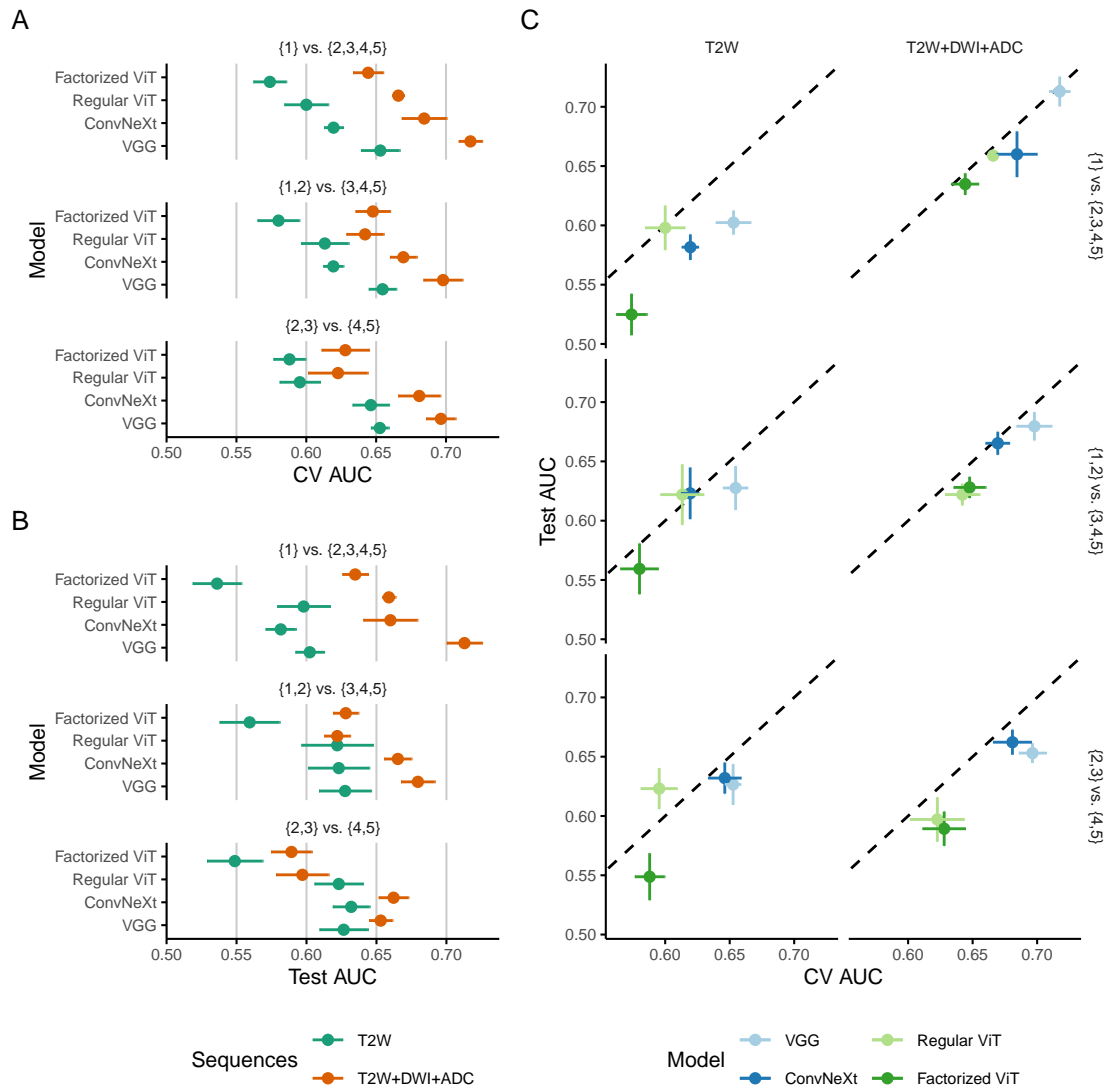 A
{1} vs. {2,3,4,5}
Factorized ViT
Regular ViT
ConvNeXt
VGG
{1,2} vs. {3,4,5}
Factorized ViT
Regular ViT
ConvNeXt
VGG
{2,3} vs. {4,5}
Factorized ViT
Regular ViT
ConvNeXt
VGG
Model
0.50 0.55 0.60 0.65 0.70
CV AUC
B
{1} vs. {2,3,4,5}
Factorized ViT
Regular ViT
ConvNeXt
VGG
{1,2} vs. {3,4,5}
Factorized ViT
Regular ViT
ConvNeXt
VGG
{2,3} vs. {4,5}
Factorized ViT
Regular ViT
ConvNeXt
VGG
Model
0.50 0.55 0.60 0.65 0.70
Test AUC
Sequences
T2W
T2W+DWI+ADC
C
T2W
T2W+DWI+ADC
0.70
0.65
0.60
0.55
0.50
{1} vs. {2,3,4,5}
0.70
0.65
0.60
0.55
0.50
{1,2} vs. {3,4,5}
0.70
0.65
0.60
0.55
0.50
{2,3} vs. {4,5}
Test AUC
0.60 0.65 0.70
0.60 0.65 0.70
CV AUC
Model
VGG
ConvNeXt
Regular ViT
Factorized ViT